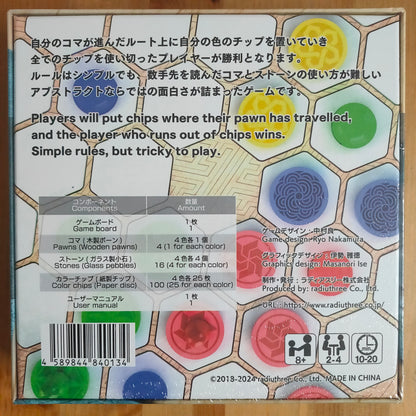 自分のコマが進んだルート上に自分の色のチップを置いていき
全てのチップを使い切ったプレイヤーが勝利となります。
ルールはシンプルでも、数手先を読んだコマとストーンの使い方が難しい
アブストラクトならではの面白さが詰まったゲームです。
Players will put chips where their pawn has travelled,
and the player who runs out of chips wins.
Simple rules, but tricky to play.
コンポーネント 数量
Components Amount
ゲームボード 1枚
Game board 1
コマ(木製ポーン) 4色各1個
Pawns (Wooden pawns) 4 (1 for each color)
ストーン(ガラス製小石) 4色各4個
Stones (Glass pebbles) 16 (4 for each color)
カラーチップ(紙製チップ) 4色各25枚
Color chips (Paper disc) 100 (25 for each color)
ユーザーマニュアル 1枚
User manual 1
ゲームデザイン・中村良
Game design: Ryo Nakamura
グラフィックデザイン・伊勢 雅徳
Graphics design: Masanori Ise
制作・発行:ラディアスリー株式会社
Produced by: radiuthree Co., Ltd.
URL: https://www.radiuthree.co.jp/
4 589844 840134
8+ 2-4 10-20
©2018-2024 radiuthree Co., Ltd. MADE IN CHINA